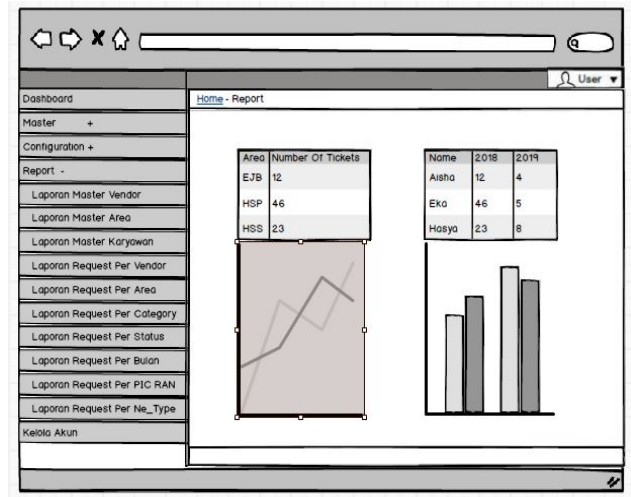 User ▼
Dashboard
Home - Report
Master +
Configuration +
Report -
Laporan Master Vendor
Laporan Master Area
Laporan Master Karyawan
Laporan Request Per Vendor
Laporan Request Per Area
Laporan Request Per Category
Laporan Request Per Status
Laporan Request Per Bulan
Laporan Request Per PIC RAN
Laporan Request Per Ne_Type
Kelola Akun
Area Number Of Tickets
EJB 12
HSP 46
HSS 23
Name 2018 2019
Aisha 12 4
Eka 46 5
Hasya 23 8